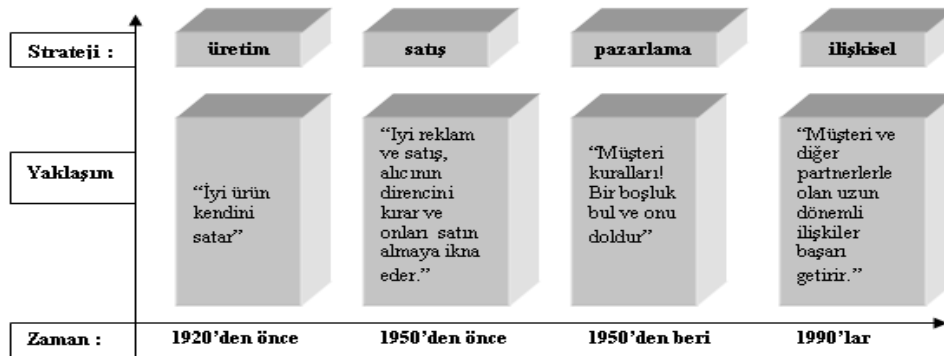 Strateji :
üretim
satış
pazarlama
ilişkisel
Yaklaşım
“İyi ürün
kendini
satar”
“Iyi reklam
ve satış,
alıcının
direncini
kırar ve
onları satın
almaya ikna
eder.”
“Müşteri
kuralları!
Bir boşluk
bul ve onu
doldur”
“Müşteri ve
diğer
partnerlerle
olan uzun
dönemli
ilişkiler
başarı
getirir.”
Zaman :
1920’den önce
1950’den önce
1950’den beri
1990’lar